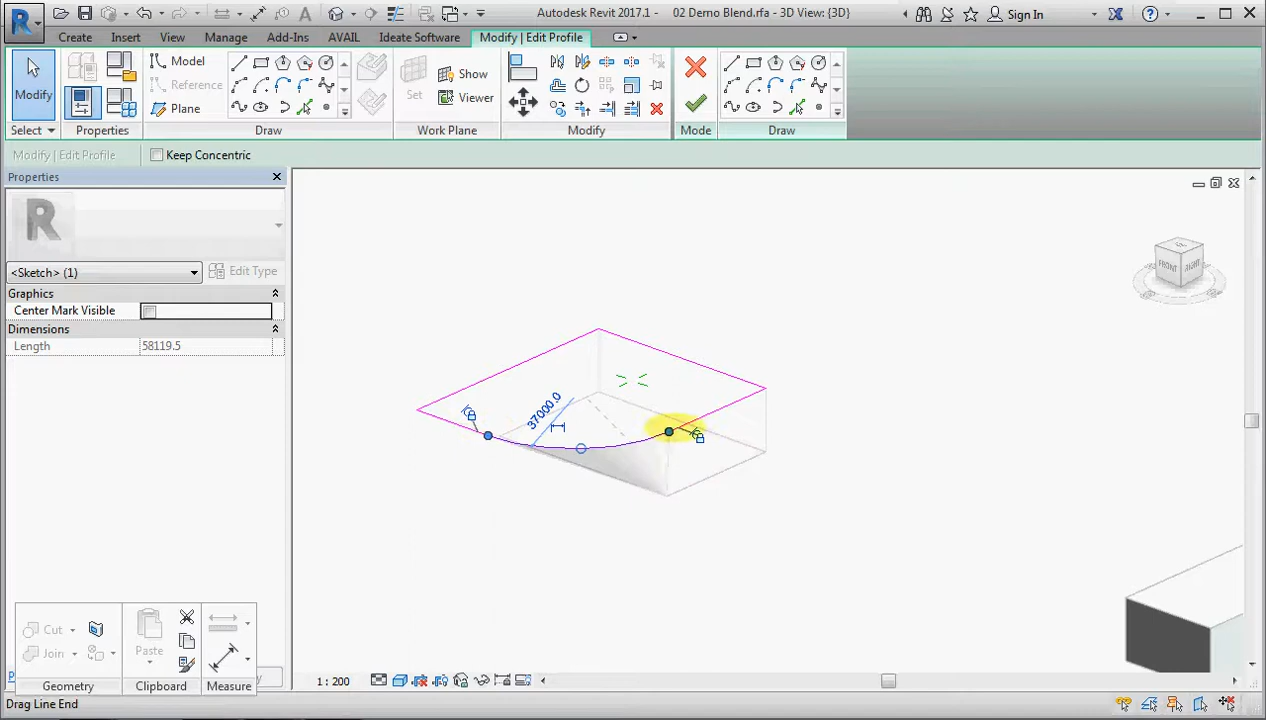 Autodesk Revit 2017.1 - 02 Demo Blend.rfa - 3D View: {3D}
Sign In
Create Insert View Manage Add-Ins AVAIL Ideate Software Modify | Edit Profile
Modify
Model
Reference
Plane
Set
Show
Viewer
Select Properties Draw Work Plane Modify Mode Draw
Modify | Edit Profile Keep Concentric
Properties
R
<Sketch> (1) Edit Type
Graphics
Center Mark Visible
Dimensions
Length 58119.5
37000.0
FRONT RIGHT
Cut
Join
Paste
Geometry Clipboard Measure
1 : 200
Drag Line End